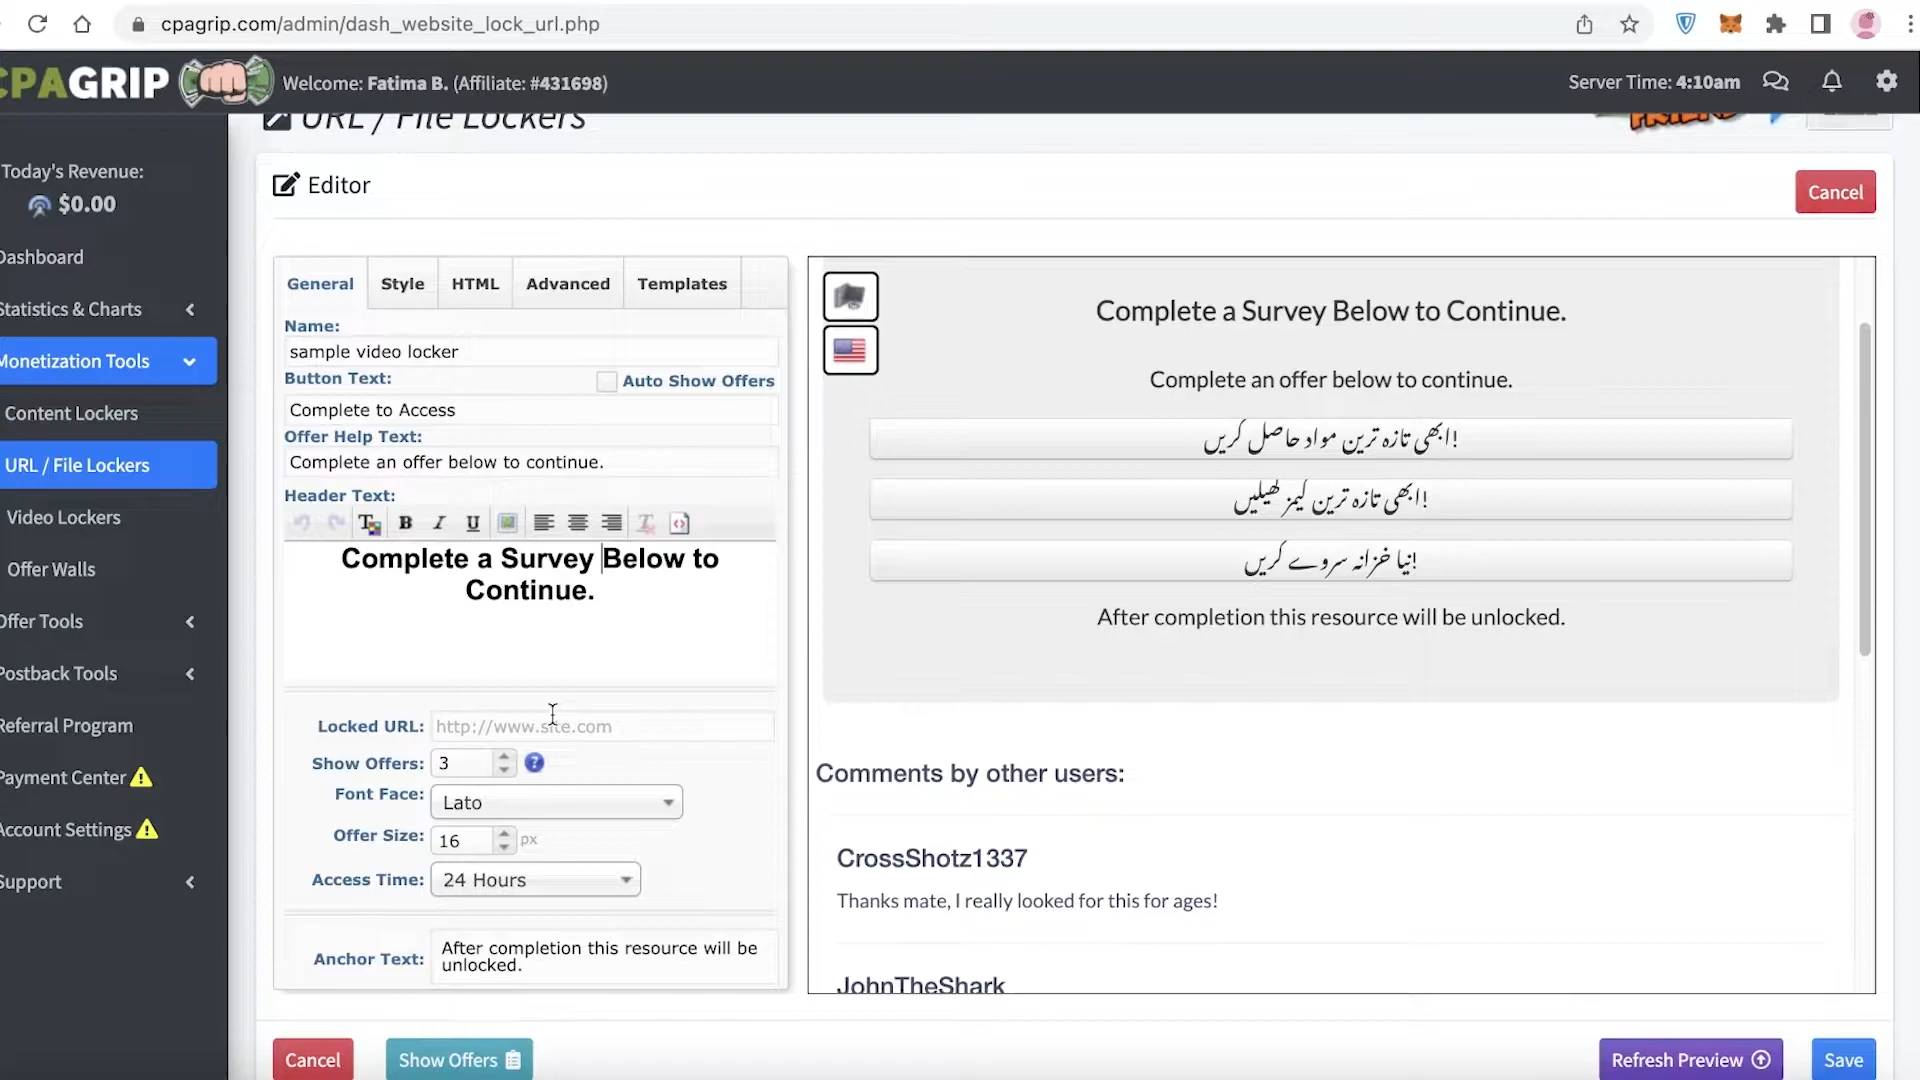 cpagrip.com/admin/dash_website_lock_url.php
CPAGRIP
Welcome: Fatima B. (Affiliate: #431698)
Server Time: 4:10am
URL / File Lockers
Today's Revenue:
$0.00
Dashboard
Statistics & Charts
Monetization Tools
Content Lockers
URL / File Lockers
Video Lockers
Offer Walls
Offer Tools
Postback Tools
Referral Program
Payment Center
Account Settings
Support
Editor
Cancel
General
Style
HTML
Advanced
Templates
Name:
sample video locker
Button Text:
Auto Show Offers
Complete to Access
Offer Help Text:
Complete an offer below to continue.
Header Text:
Complete a Survey Below to
Continue.
Locked URL: http://www.site.com
Show Offers: 3
Font Face: Lato
Offer Size: 16 px
Access Time: 24 Hours
Anchor Text: After completion this resource will be
unlocked.
Complete a Survey Below to Continue.
Complete an offer below to continue.
ابھی تازہ ترین مواد حاصل کریں!
ابھی تازہ ترین گیمز کھیلیں!
نیا خزانہ سروے کریں!
After completion this resource will be unlocked.
Comments by other users:
CrossShotz1337
Thanks mate, I really looked for this for ages!
JohnTheShark
Cancel
Show Offers
Refresh Preview
Save